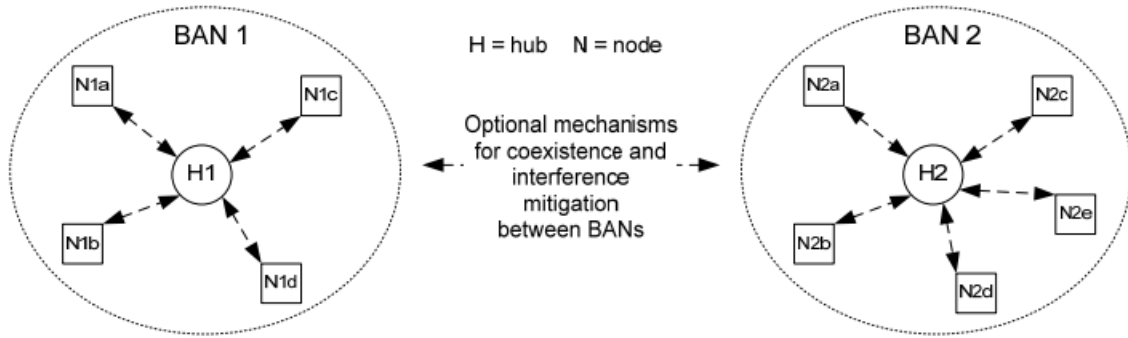 BAN 1
H = hub    N = node
BAN 2
N1a
N1c
H1
N1b
N1d
Optional mechanisms
for coexistence and
interference
mitigation
between BANs
N2a
N2c
H2
N2e
N2b
N2d